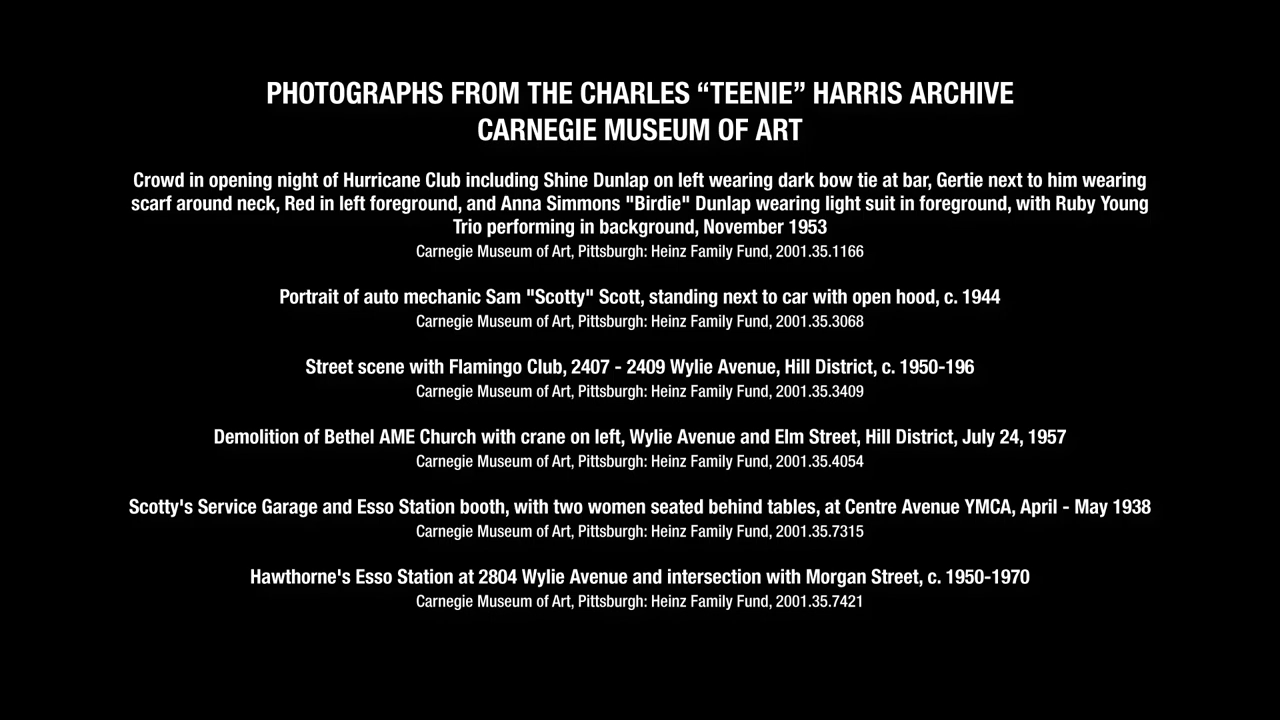 PHOTOGRAPHS FROM THE CHARLES “TEENIE” HARRIS ARCHIVE
CARNEGIE MUSEUM OF ART
Crowd in opening night of Hurricane Club including Shine Dunlap on left wearing dark bow tie at bar, Gertie next to him wearing
scarf around neck, Red in left foreground, and Anna Simmons "Birdie" Dunlap wearing light suit in foreground, with Ruby Young
Trio performing in background, November 1953
Carnegie Museum of Art, Pittsburgh: Heinz Family Fund, 2001.35.1166
Portrait of auto mechanic Sam "Scotty" Scott, standing next to car with open hood, c. 1944
Carnegie Museum of Art, Pittsburgh: Heinz Family Fund, 2001.35.3068
Street scene with Flamingo Club, 2407 - 2409 Wylie Avenue, Hill District, c. 1950-196
Carnegie Museum of Art, Pittsburgh: Heinz Family Fund, 2001.35.3409
Demolition of Bethel AME Church with crane on left, Wylie Avenue and Elm Street, Hill District, July 24, 1957
Carnegie Museum of Art, Pittsburgh: Heinz Family Fund, 2001.35.4054
Scotty's Service Garage and Esso Station booth, with two women seated behind tables, at Centre Avenue YMCA, April - May 1938
Carnegie Museum of Art, Pittsburgh: Heinz Family Fund, 2001.35.7315
Hawthorne's Esso Station at 2804 Wylie Avenue and intersection with Morgan Street, c. 1950-1970
Carnegie Museum of Art, Pittsburgh: Heinz Family Fund, 2001.35.7421